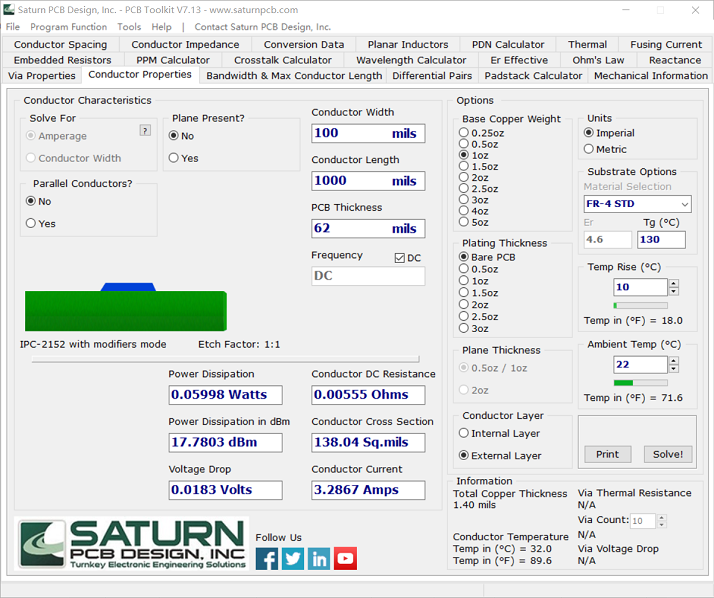 Saturn PCB Design, Inc. - PCB Toolkit V7.13 - www.saturnpcb.com
File Program Function Tools Help | Contact Saturn PCB Design, Inc.
Conductor Spacing Conductor Impedance Conversion Data Planar Inductors PDN Calculator Thermal Fusing Current
Embedded Resistors PPM Calculator Crosstalk Calculator Wavelength Calculator Er Effective Ohm's Law Reactance
Via Properties Conductor Properties Bandwidth & Max Conductor Length Differential Pairs Padstack Calculator Mechanical Information
Conductor Characteristics
Solve For
Amperage
?
Conductor Width
Plane Present?
No
Yes
Parallel Conductors?
No
Yes
Conductor Width
100 mils
Conductor Length
1000 mils
PCB Thickness
62 mils
Frequency
DC
DC
IPC-2152 with modifiers mode Etch Factor: 1:1
Power Dissipation
0.05998 Watts
Conductor DC Resistance
0.00555 Ohms
Power Dissipation in dBm
17.7803 dBm
Conductor Cross Section
138.04 Sq.mils
Voltage Drop
0.0183 Volts
Conductor Current
3.2867 Amps
Options
Base Copper Weight
0.25oz
0.5oz
1oz
1.5oz
2oz
2.5oz
3oz
4oz
5oz
Plating Thickness
Bare PCB
0.5oz
1oz
1.5oz
2oz
2.5oz
3oz
Plane Thickness
0.5oz / 1oz
2oz
Conductor Layer
Internal Layer
External Layer
Units
Imperial
Metric
Substrate Options
Material Selection
FR-4 STD
Er Tg (°C)
4.6 130
Temp Rise (°C)
10
Temp in (°F) = 18.0
Ambient Temp (°C)
22
Temp in (°F) = 71.6
Print Solve!
Information
Total Copper Thickness
1.40 mils
Conductor Temperature
Temp in (°C) = 32.0
Temp in (°F) = 89.6
Via Thermal Resistance
N/A
Via Count: 10
N/A
Via Voltage Drop
N/A
SATURN
PCB DESIGN, INC
Turnkey Electronic Engineering Solutions
Follow Us
f
in
YouTube